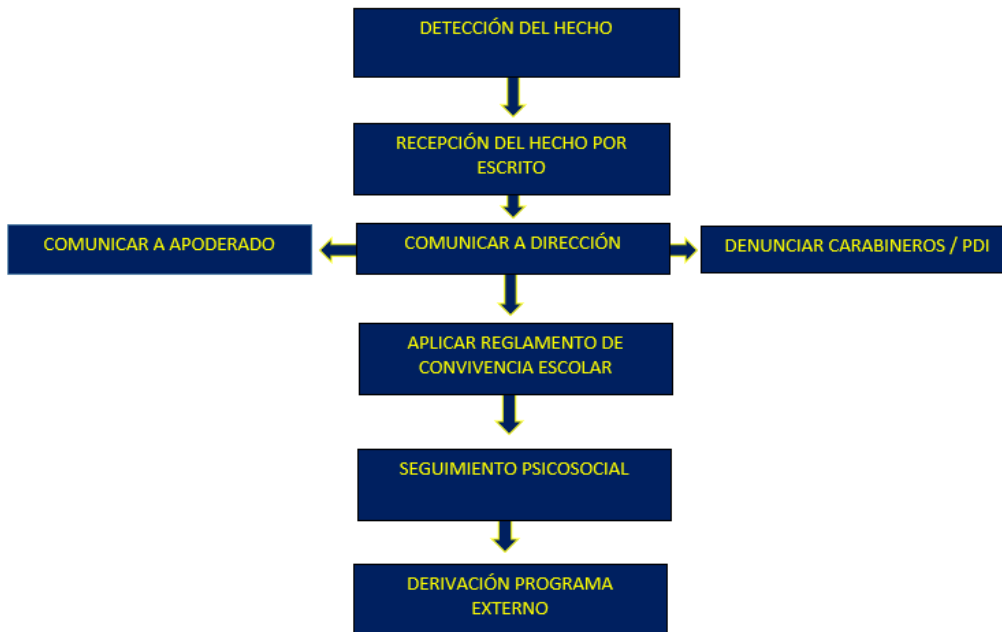 DETECCIÓN DEL HECHO
RECEPCIÓN DEL HECHO POR
ESCRITO
COMUNICAR A APODERADO
COMUNICAR A DIRECCIÓN
DENUNCIAR CARABINEROS / PDI
APLICAR REGLAMENTO DE
CONVIVENCIA ESCOLAR
SEGUIMIENTO PSICOSOCIAL
DERIVACIÓN PROGRAMA
EXTERNO